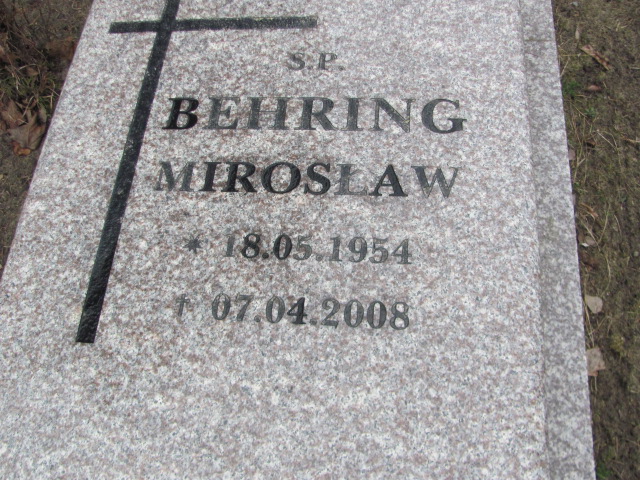 Ś.P.
BEHRING
MIROSŁAW
* 18.05.1954
† 07.04.2008